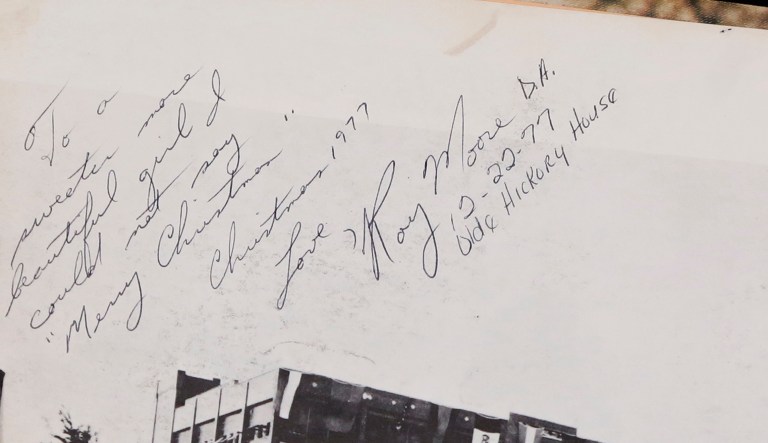 To a
sweeter more
beautiful girl I
could not say
"Merry Christmas"
Christmas 1977
Love,
Roy Moore D.A.
12-22-77
Olde Hickory House